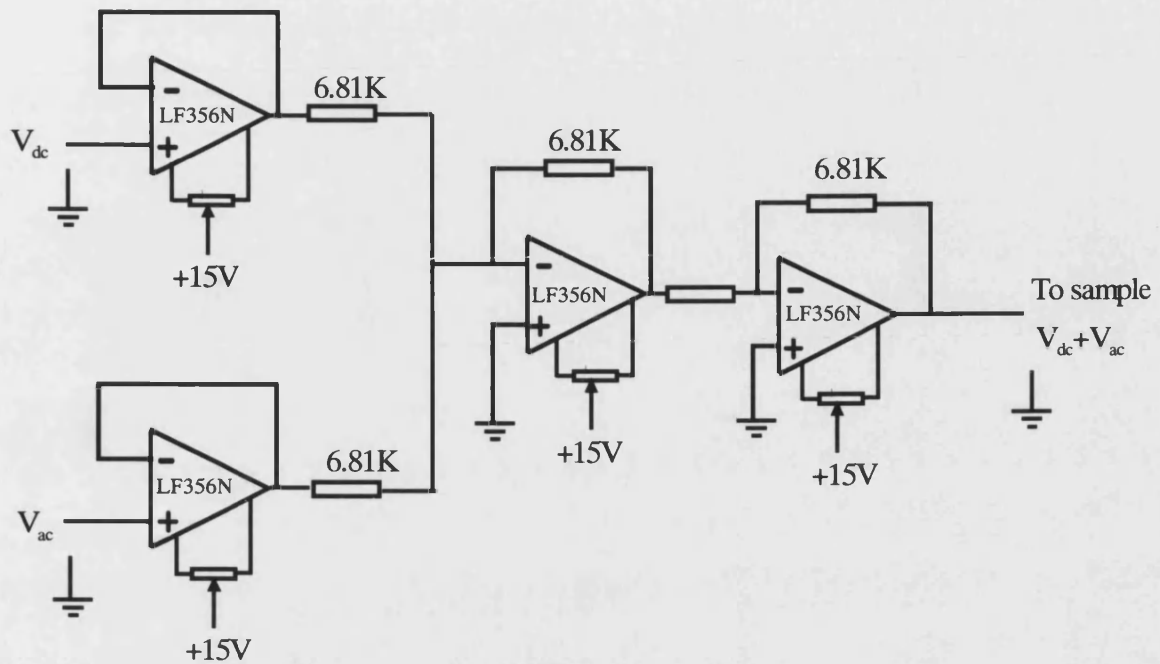 6.81K
LF356N
V_dc
+15V
6.81K
LF356N
6.81K
LF356N
To sample
V_dc+V_ac
+15V
+15V
6.81K
LF356N
V_ac
+15V